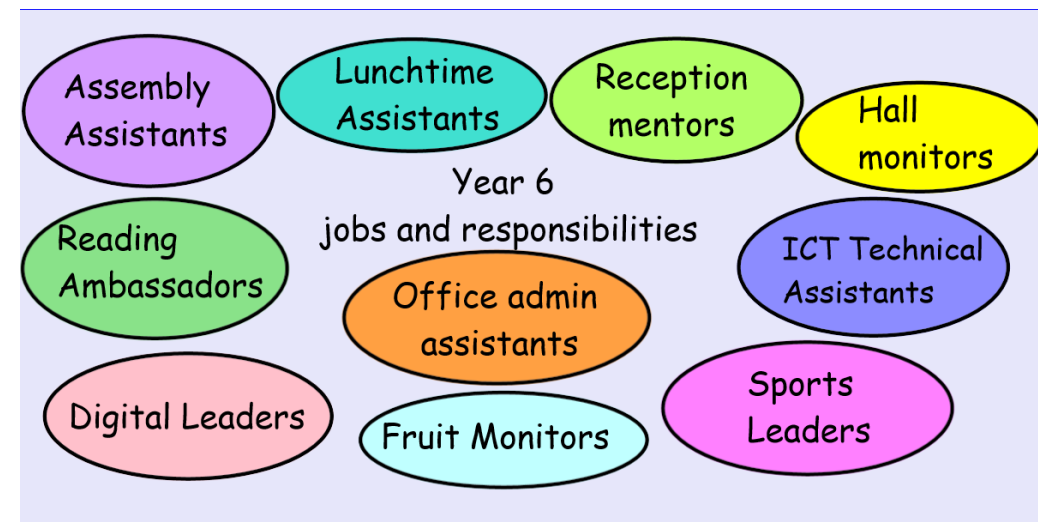 Assembly
Assistants
Lunchtime
Assistants
Reception
mentors
Hall
monitors
Year 6
jobs and responsibilities
Reading
Ambassadors
Office admin
assistants
ICT Technical
Assistants
Digital Leaders
Fruit Monitors
Sports
Leaders